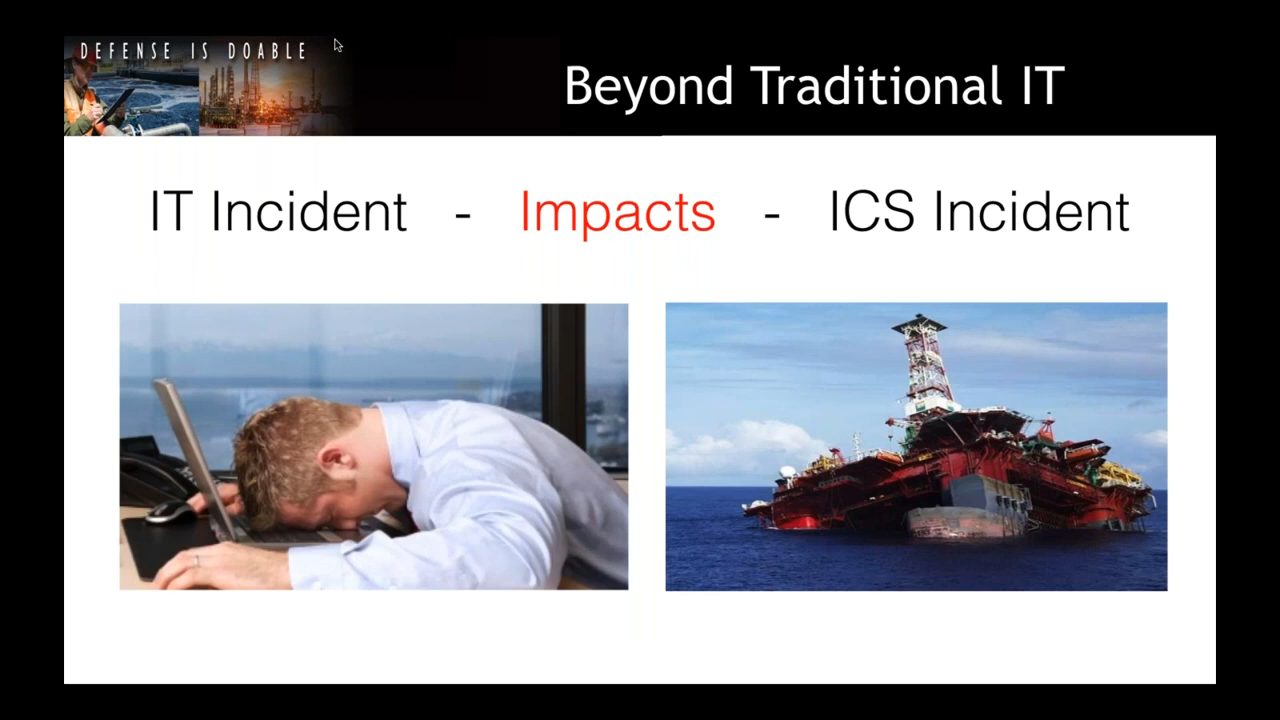 DEFENSE IS DOABLE
Beyond Traditional IT
IT Incident - Impacts - ICS Incident